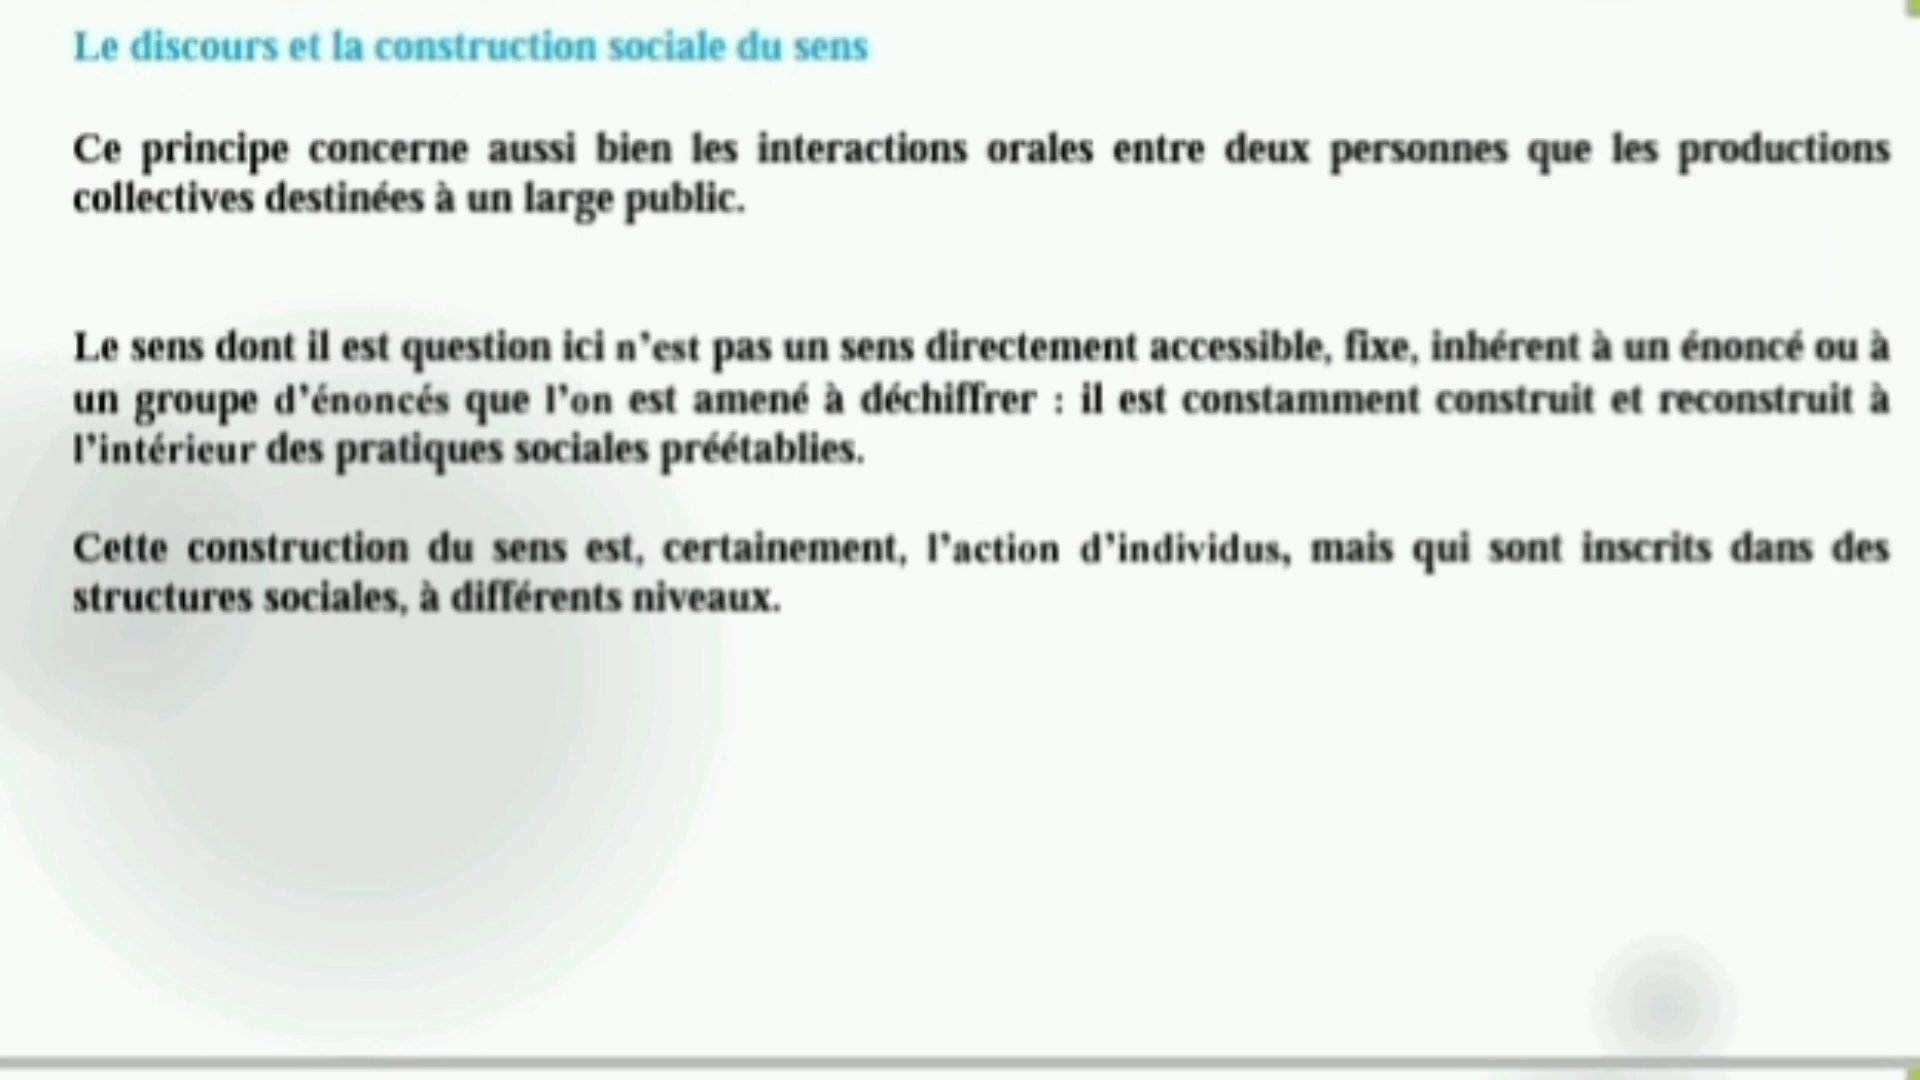 Le discours et la construction sociale du sens
Ce principe concerne aussi bien les interactions orales entre deux personnes que les productions
collectives destinées à un large public.
Le sens dont il est question ici n’est pas un sens directement accessible, fixe, inhérent à un énoncé ou à
un groupe d’énoncés que l’on est amené à déchiffrer : il est constamment construit et reconstruit à
l’intérieur des pratiques sociales préétablies.
Cette construction du sens est, certainement, l’action d’individus, mais qui sont inscrits dans des
structures sociales, à différents niveaux.